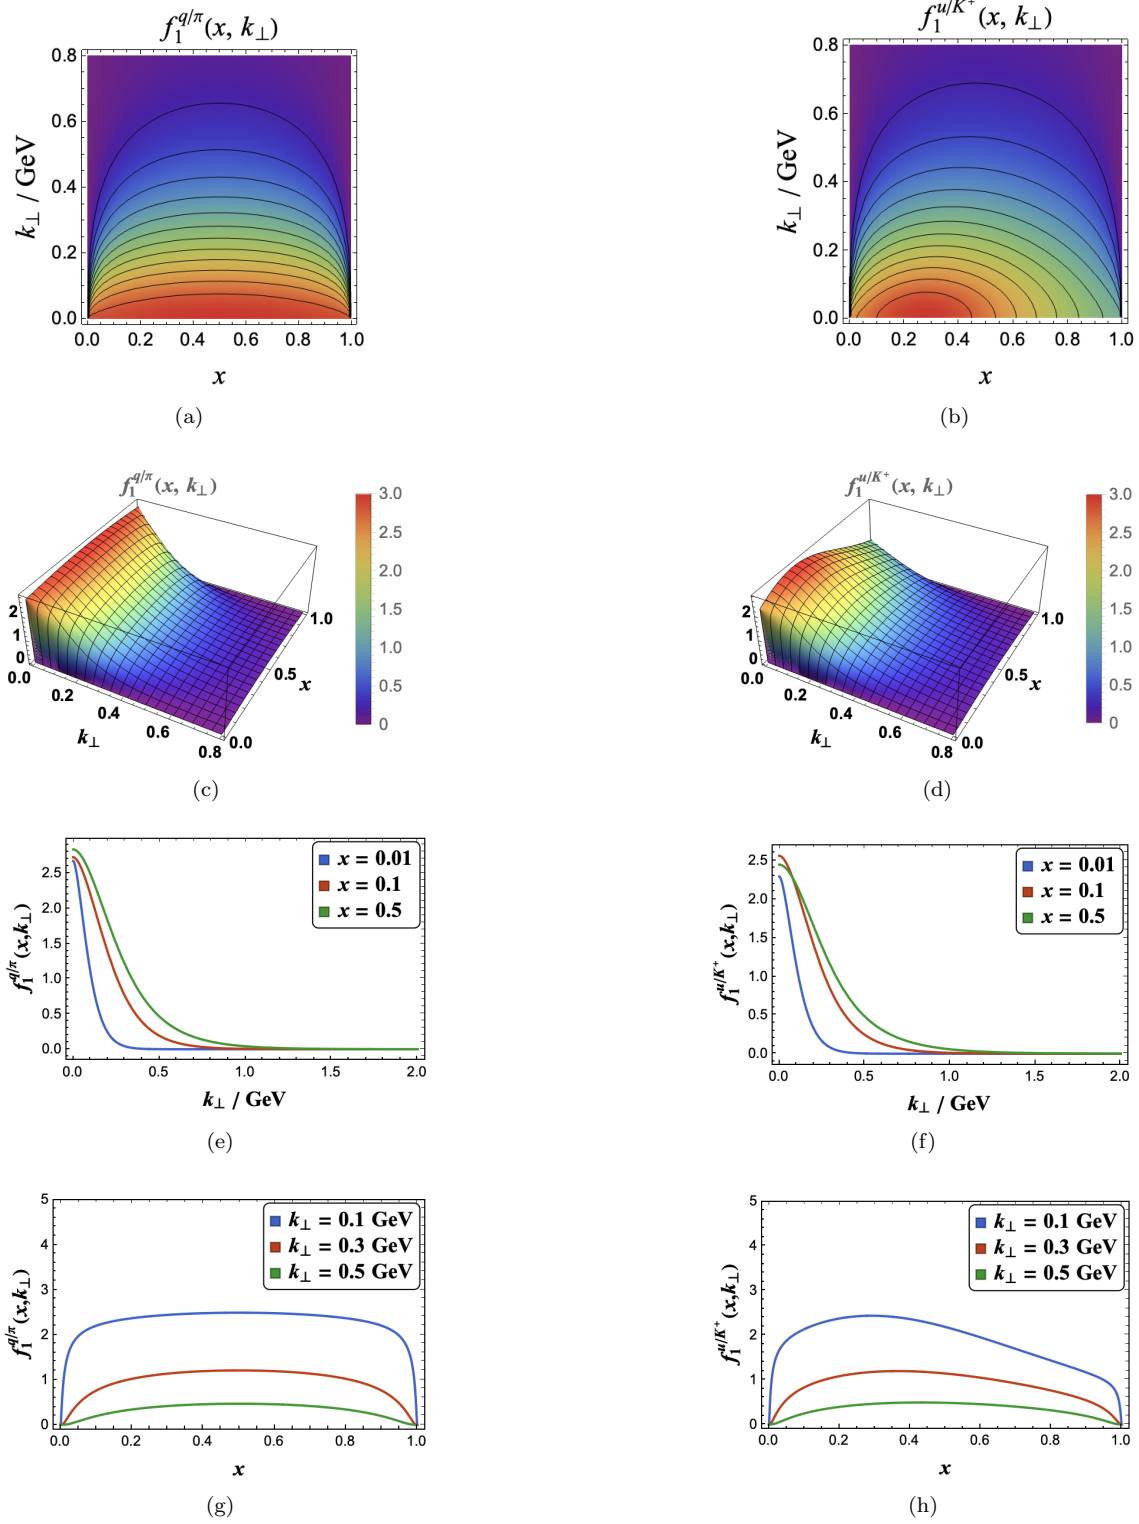 f₁^{q/π}(x, k⊥)
0.8
0.6
0.4
0.2
0.0
k⊥ / GeV
0.0 0.2 0.4 0.6 0.8 1.0
x
(a)
f₁^{u/K⁺}(x, k⊥)
0.8
0.6
0.4
0.2
0.0
k⊥ / GeV
0.0 0.2 0.4 0.6 0.8 1.0
x
(b)
f₁^{q/π}(x, k⊥)
2
1
0
0.0
0.2
0.4
0.6
0.8
k⊥
0.0
0.5
1.0
x
3.0
2.5
2.0
1.5
1.0
0.5
0
(c)
f₁^{u/K⁺}(x, k⊥)
2
1
0
0.0
0.2
0.4
0.6
0.8
k⊥
0.0
0.5
1.0
x
3.0
2.5
2.0
1.5
1.0
0.5
0
(d)
f₁^{q/π}(x,k⊥)
2.5
2.0
1.5
1.0
0.5
0.0
x = 0.01
x = 0.1
x = 0.5
0.0 0.5 1.0 1.5 2.0
k⊥ / GeV
(e)
f₁^{u/K⁺}(x,k⊥)
2.5
2.0
1.5
1.0
0.5
0.0
x = 0.01
x = 0.1
x = 0.5
0.0 0.5 1.0 1.5 2.0
k⊥ / GeV
(f)
f₁^{q/π}(x,k⊥)
5
4
3
2
1
0
k⊥ = 0.1 GeV
k⊥ = 0.3 GeV
k⊥ = 0.5 GeV
0.0 0.2 0.4 0.6 0.8 1.0
x
(g)
f₁^{u/K⁺}(x,k⊥)
5
4
3
2
1
0
k⊥ = 0.1 GeV
k⊥ = 0.3 GeV
k⊥ = 0.5 GeV
0.0 0.2 0.4 0.6 0.8 1.0
x
(h)